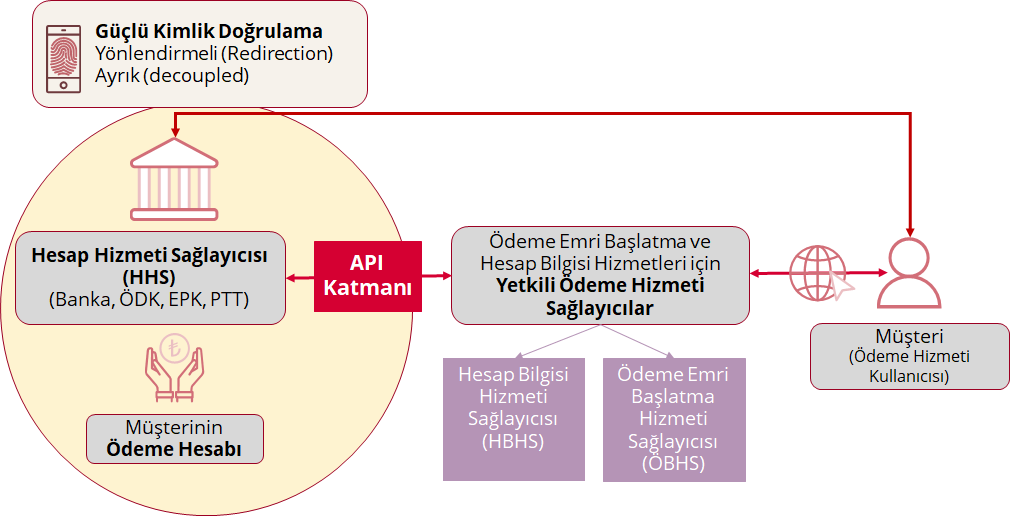 Güçlü Kimlik Doğrulama
Yönlendirmeli (Redirection)
Ayrık (decoupled)
Hesap Hizmeti Sağlayıcısı
(HHS)
(Banka, ÖDK, EPK, PTT)
API
Katmanı
Ödeme Emri Başlatma ve
Hesap Bilgisi Hizmetleri için
Yetkili Ödeme Hizmeti
Sağlayıcılar
Müşteri
(Ödeme Hizmeti
Kullanıcısı)
₺
Müşterinin
Ödeme Hesabı
Hesap Bilgisi
Hizmeti
Sağlayıcısı
(HBHS)
Ödeme Emri
Başlatma
Hizmeti
Sağlayıcısı
(ÖBHS)